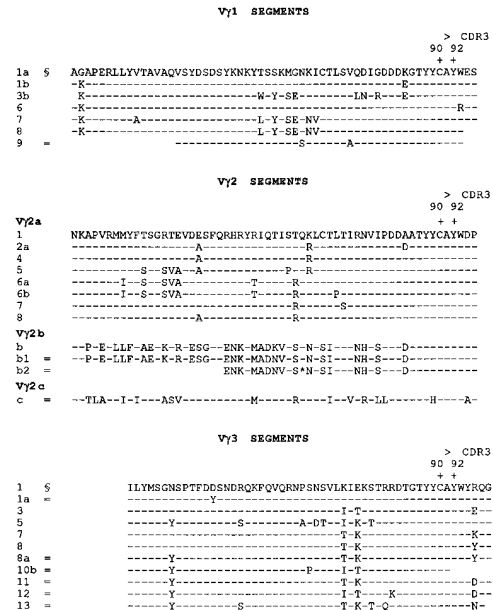 Vγ1 SEGMENTS
> CDR3
90 92
+ +
1a § AGAPERLLYVTAVAQVSYDSDSYKNKYTSSKMGNKICTLSVQDIGDDDKGTYYCAYWES
1b -K----------------------------------------------E----------
3b -K-------------------------W-Y-SE--------LN-R---E----------
6 -K------------------------------------------------------R--
7 -K-------A-----------------L-Y-SE-NV-----------------------
8 -K-------------------------L-Y-SE-NV-----------------------
9 = ------------------N------A------------------
Vγ2 SEGMENTS
> CDR3
90 92
+ +
Vγ2a
1 NKAPVRMMYFTSGRTEVDESFQRHYRIQTISTQKLCTLTIRNVIPDDAATYYCAYWDP
2a ------------------A--------------R-------------D----------
4 ------------------A--------------R------------------------
5 ----------S--SVA--A-----------P--R------------------------
6a -------I--S--SVA---------T-----R--------------------------
6b -------I--S--SVA---------T-----R-----P--------------------
7 --------------------------------R------S------------------
8 ------------------A-------------R-------------------------
Vγ2b
b --P-E-LLF-AE-K-R-ESG--ENK-MADKV-S-N-SI---NH-S---D---------
b1 = --P-E-LLF-AE-K-R-ESG--ENK-MADNV-S-N-SI---NH-S---D---------
b2 = ENK-MADNV-S*N-SI---NH-S---D---------
Vγ2c
c = --TLA--I--I---ASV--------M-------R----I---V-R-LL----H----A-
Vγ3 SEGMENTS
> CDR3
90 92
+ +
1 § ILYMSGNSPTFDDSNDRQKFQVQRNPSNSVLKIEKSTRRDTGTYYCAYRQG
1a = ------------Y--------------------------------------
3 --------------------------------I-T--------------E--
5 ------Y---------R--------A-DT---I-K-T---------------
7 --------------------------------T-K--------------K--
8 --------------------------------T-K--------------Y--
8a = ------Y-------------------------T-K--------------Y--
10b = ------Y-------------------P-----I-T-------------
11 = ------Y-------------------------T-K--------------D--
12 = ------Y-------------------------T-K----R---------D--
13 = ------Y---------R---------------T-K-T-Q----------N--